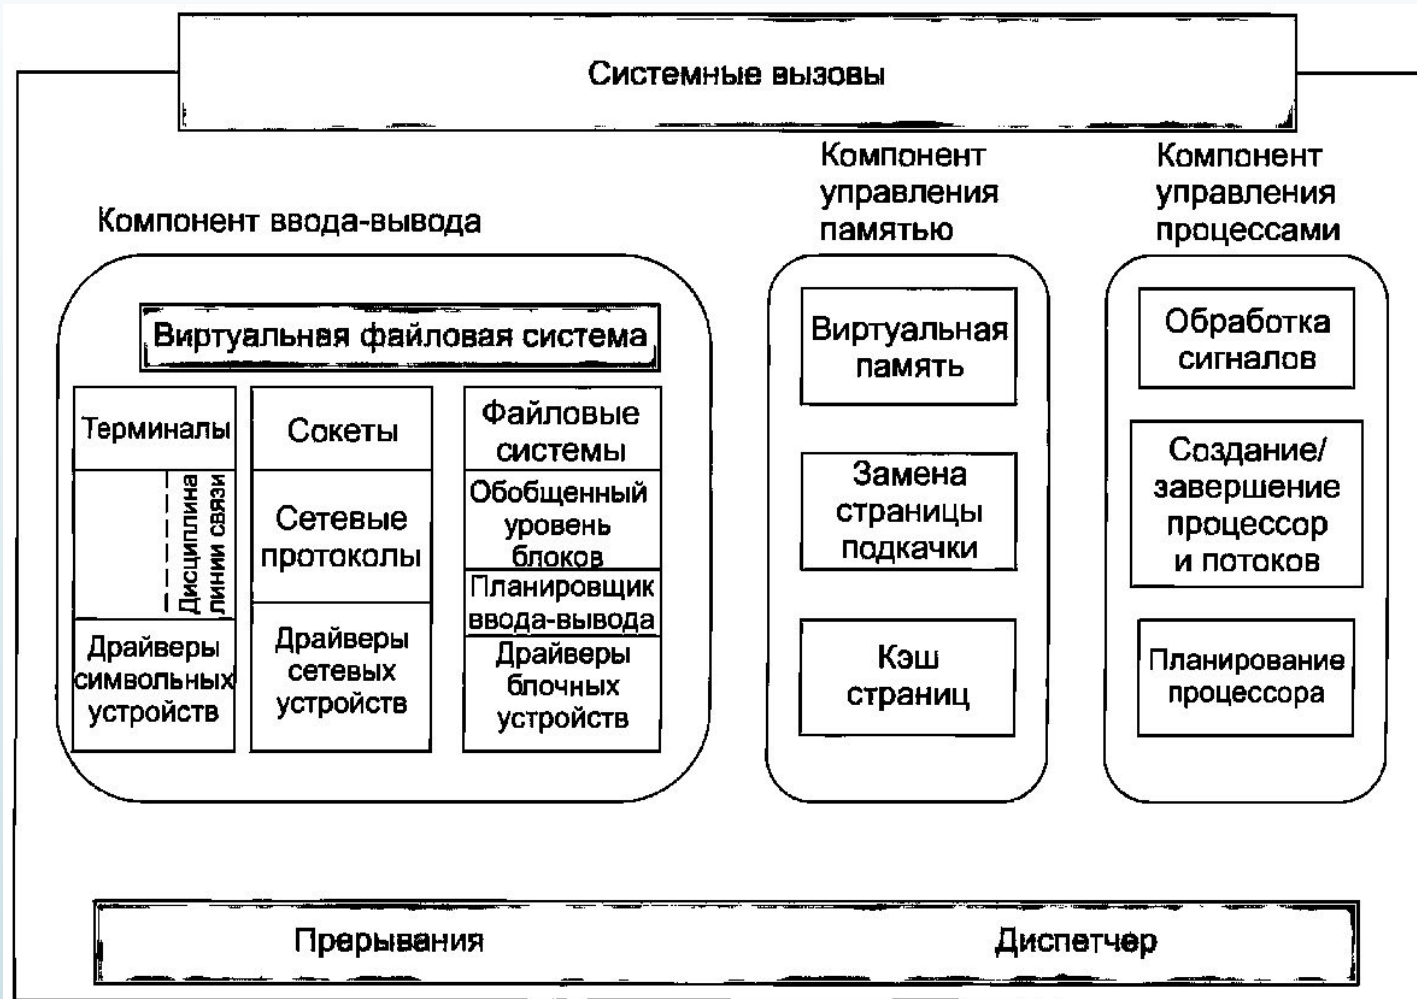 Системные вызовы
Компонент ввода-вывода
Виртуальная файловая система
Терминалы
Дисциплина
линии связи
Драйверы
символьных
устройств
Сокеты
Сетевые
протоколы
Драйверы
сетевых
устройств
Файловые
системы
Обобщенный
уровень
блоков
Планировщик
ввода-вывода
Драйверы
блочных
устройств
Компонент
управления
памятью
Виртуальная
память
Замена
страницы
подкачки
Кэш
страниц
Компонент
управления
процессами
Обработка
сигналов
Создание/
завершение
процессор
и потоков
Планирование
процессора
Прерывания
Диспетчер